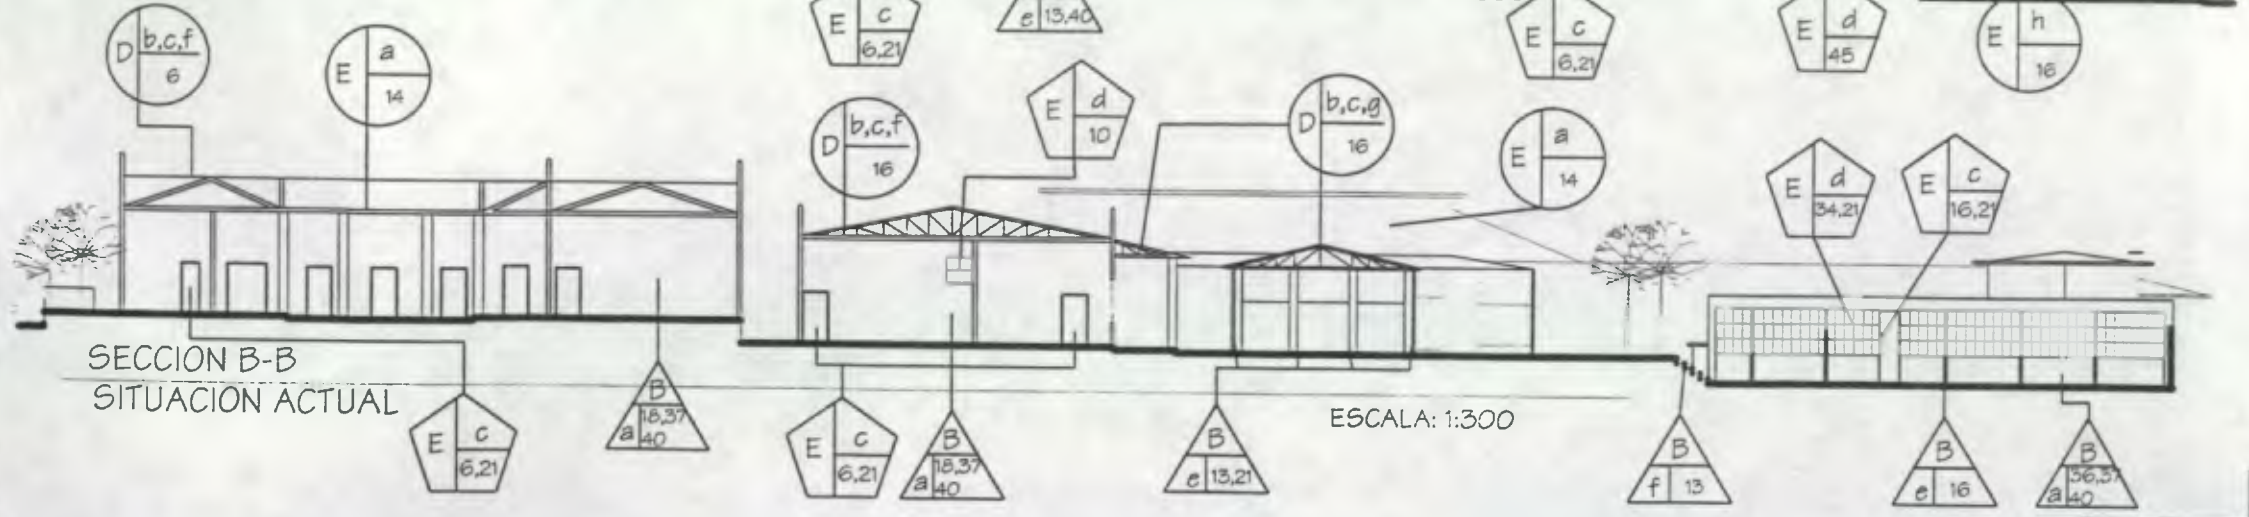 D b,c,f 6
E a 14
E c 6,21
e 13,40
E c 6,21
E d 45
E h 16
D b,c,f 16
E d 10
D b,c,g 16
E a 14
E d 34,21
E c 16,21
SECCION B-B
SITUACION ACTUAL
ESCALA: 1:300
E c 6,21
B a 18,37 40
E c 6,21
B a 18,37 40
B e 13,21
B f 13
B e 16
B a 36,37 40